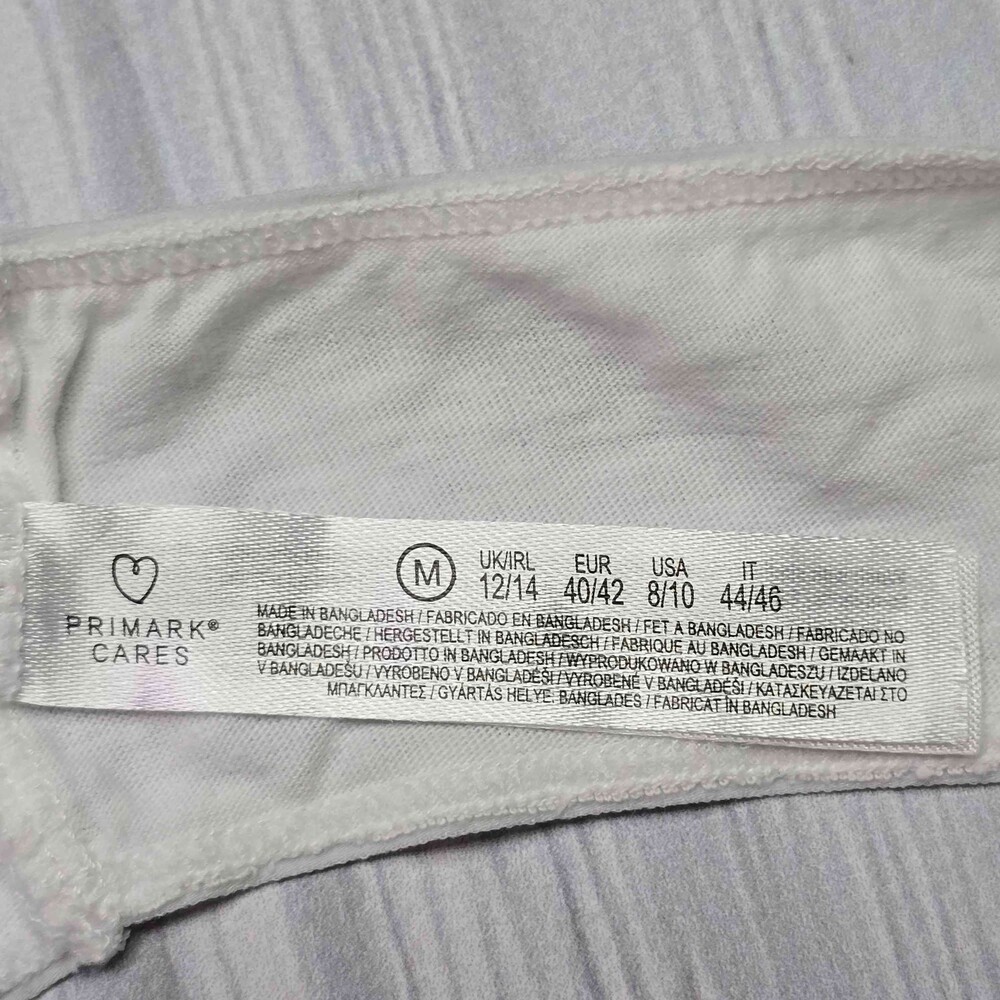 PRIMARK®
CARES
M
UK/IRL EUR USA IT
12/14 40/42 8/10 44/46
MADE IN BANGLADESH / FABRICADO EN BANGLADESH / FET A BANGLADESH / FABRICADO NO
BANGLADECHE / HERGESTELLT IN BANGLADESCH / FABRIQUE AU BANGLADESH / GEMAAKT IN
BANGLADESH / PRODOTTO IN BANGLADESH / WYPRODUKOWANO W BANGLADESZU / IZDELANO
V BANGLADEŠU / VYROBENO V BANGLADÉŠI / VYROBENÉ V BANGLADÉŠI / ΚΑΤΑΣΚΕΥΑΖΕΤΑΙ ΣΤΟ
ΜΠΑΓΚΛΑΝΤΕΣ / GYÁRTÁS HELYE: BANGLADES / FABRICAT ÎN BANGLADESH